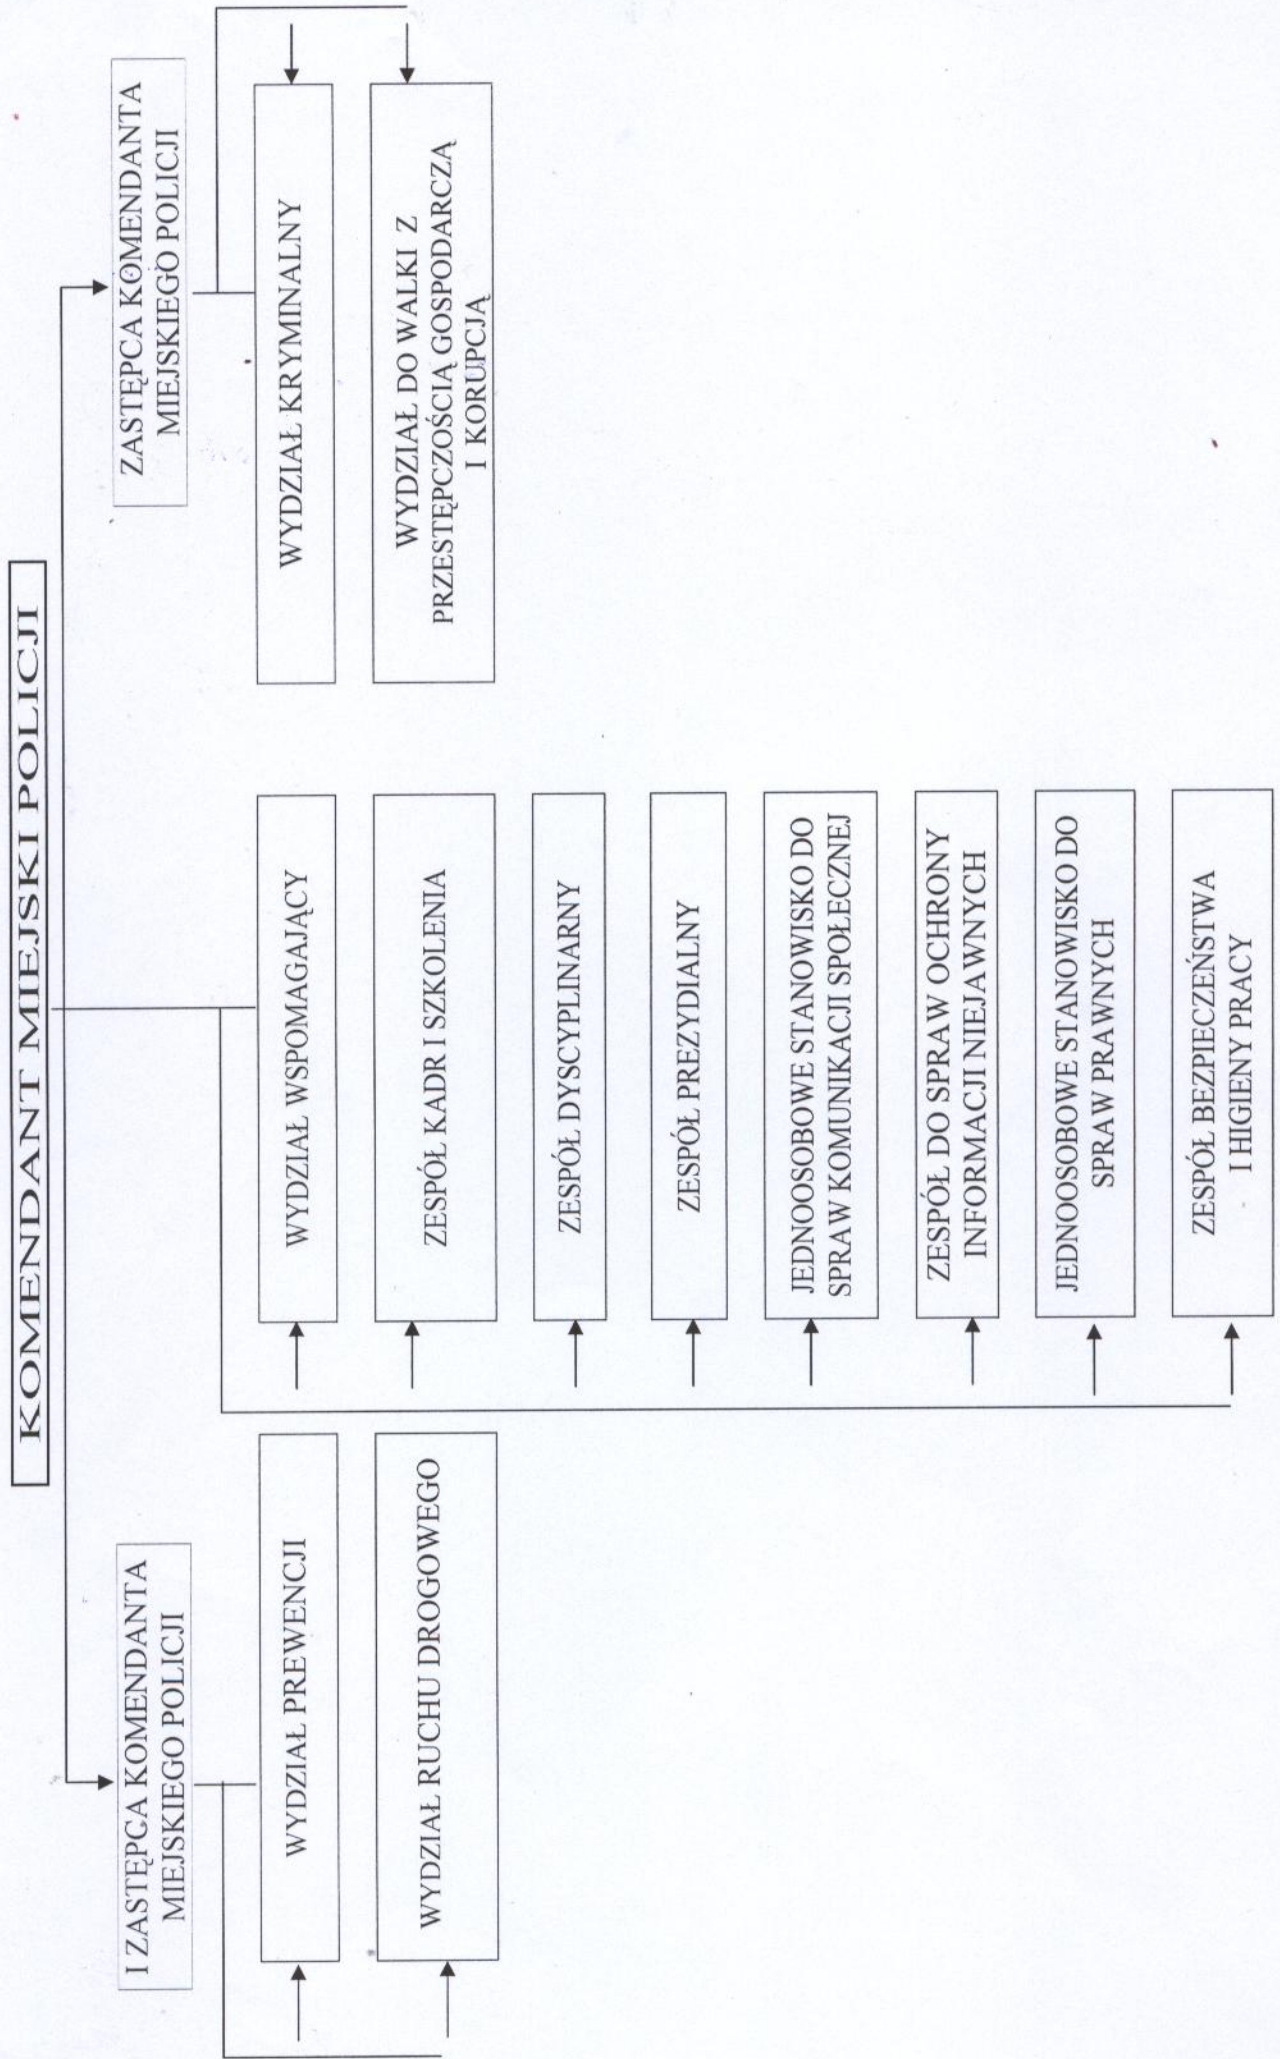 KOMENDANT MIEJSKI POLICJI
I ZASTĘPCA KOMENDANTA
MIEJSKIEGO POLICJI
WYDZIAŁ PREWENCJI
WYDZIAŁ RUCHU DROGOWEGO
WYDZIAŁ WSPOMAGAJĄCY
ZESPÓŁ KADR I SZKOLENIA
ZESPÓŁ DYSCYPLINARNY
ZESPÓŁ PREZYDIALNY
JEDNOOSOBOWE STANOWISKO DO
SPRAW KOMUNIKACJI SPOŁECZNEJ
ZESPÓŁ DO SPRAW OCHRONY
INFORMACJI NIEJAWNYCH
JEDNOOSOBOWE STANOWISKO DO
SPRAW PRAWNYCH
ZESPÓŁ BEZPIECZEŃSTWA
I HIGIENY PRACY
ZASTĘPCA KOMENDANTA
MIEJSKIEGO POLICJI
WYDZIAŁ KRYMINALNY
WYDZIAŁ DO WALKI Z
PRZESTĘPCZOŚCIĄ GOSPODARCZĄ
I KORUPCJĄ